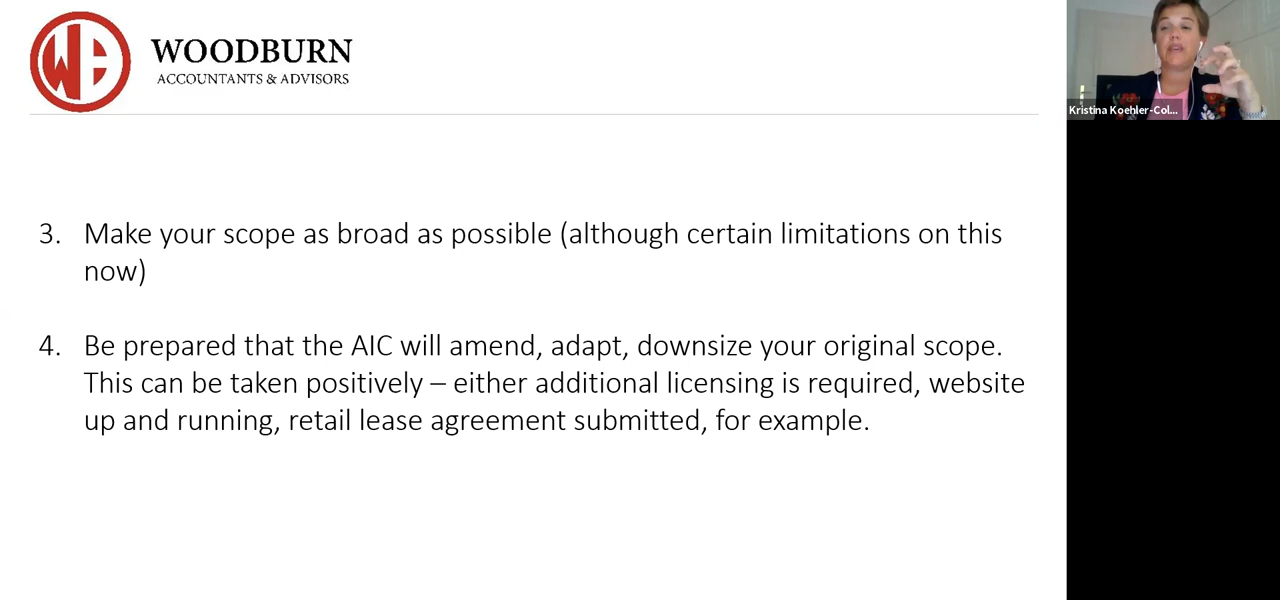 WOODBURN
ACCOUNTANTS & ADVISORS
Kristina Koehler-Col...
3. Make your scope as broad as possible (although certain limitations on this
now)
4. Be prepared that the AIC will amend, adapt, downsize your original scope.
This can be taken positively – either additional licensing is required, website
up and running, retail lease agreement submitted, for example.